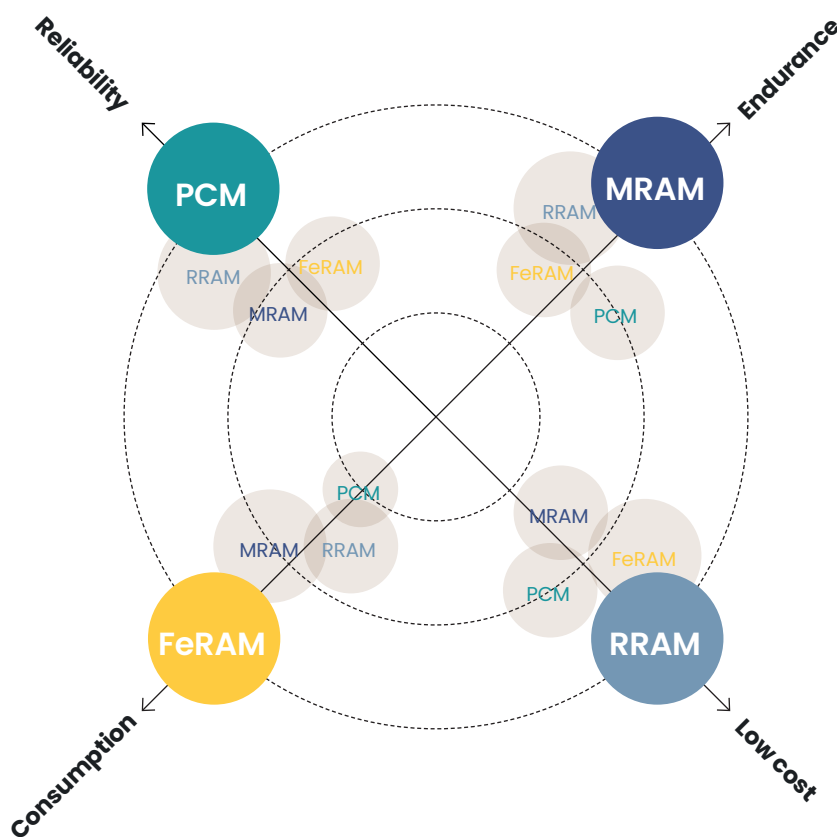 Reliability
Endurance
PCM
MRAM
RRAM
FeRAM
MRAM
RRAM
FeRAM
PCM
PCM
MRAM
RRAM
MRAM
FeRAM
PCM
FeRAM
RRAM
Consumption
Low cost